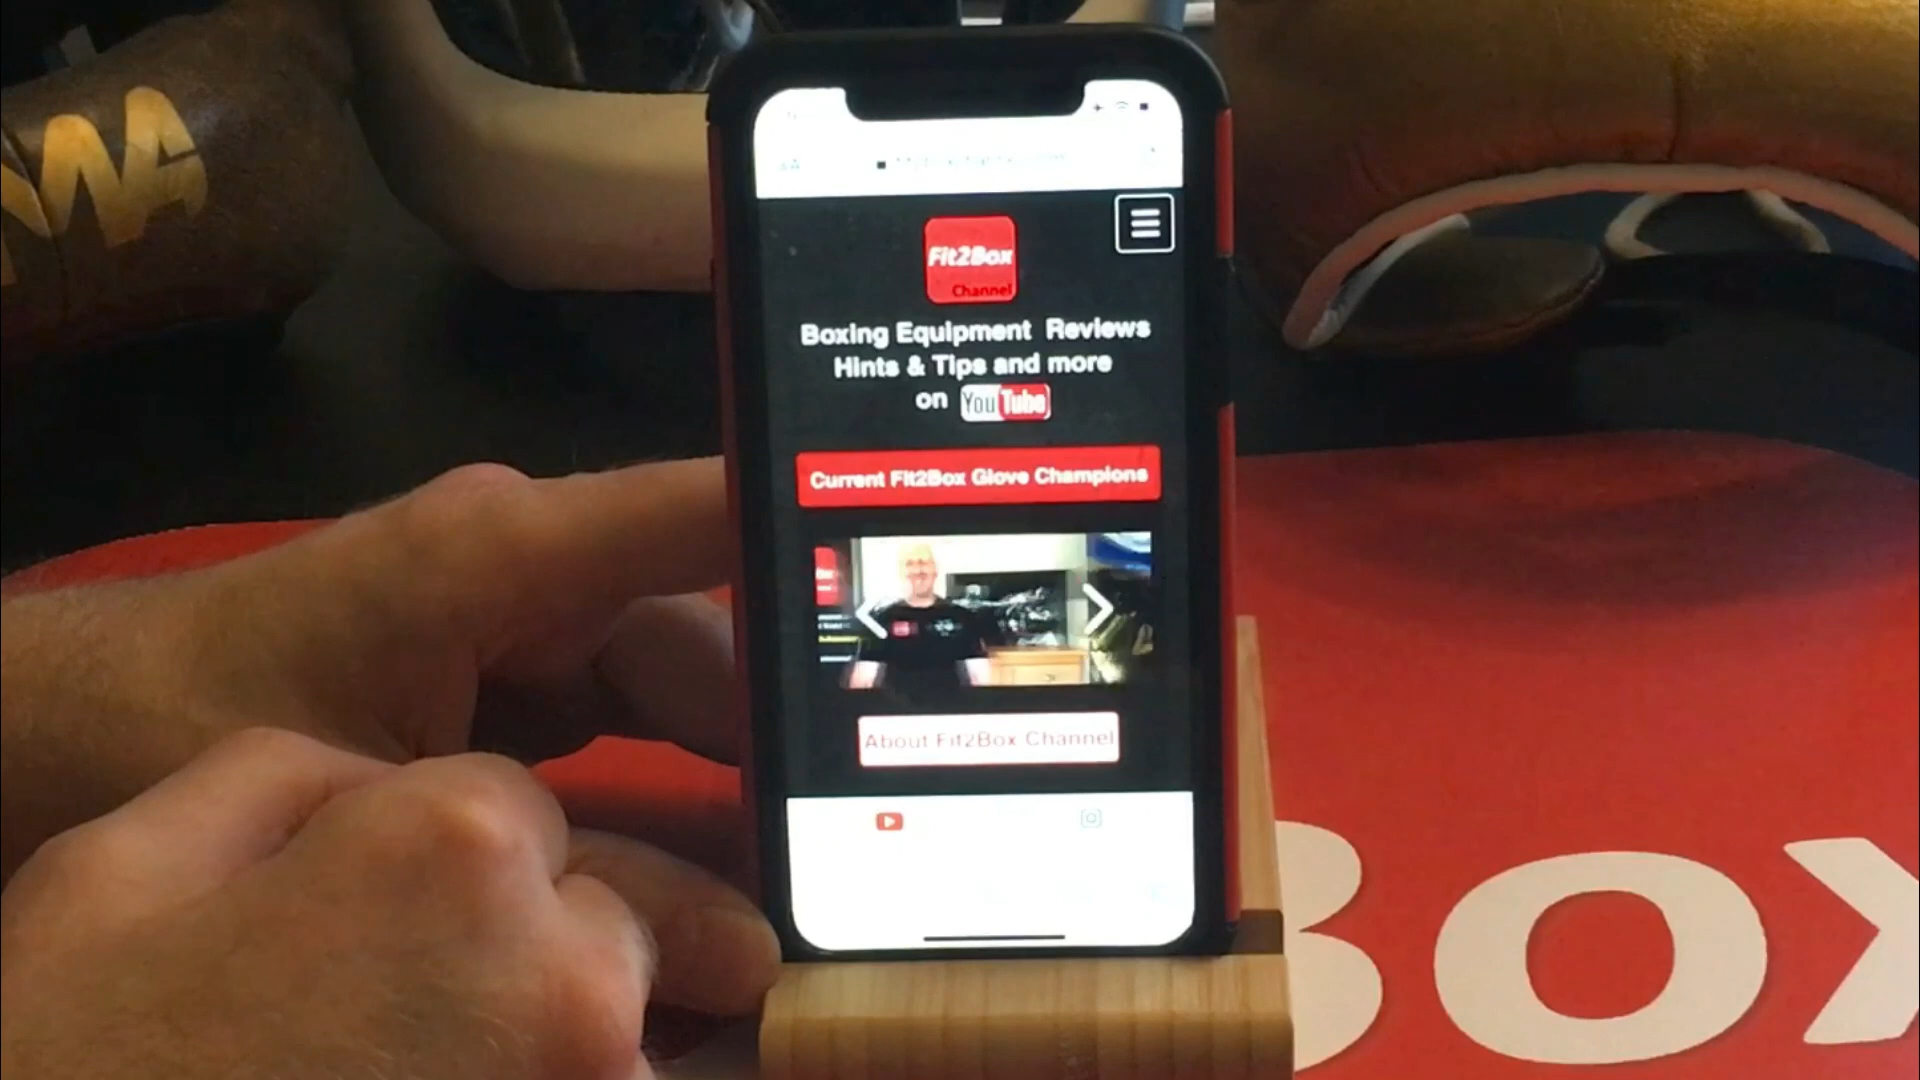 AA
Fit2Box
Channel
Boxing Equipment Reviews
Hints & Tips and more
on YouTube
Current Fit2Box Glove Champions
About Fit2Box Channel
BOX